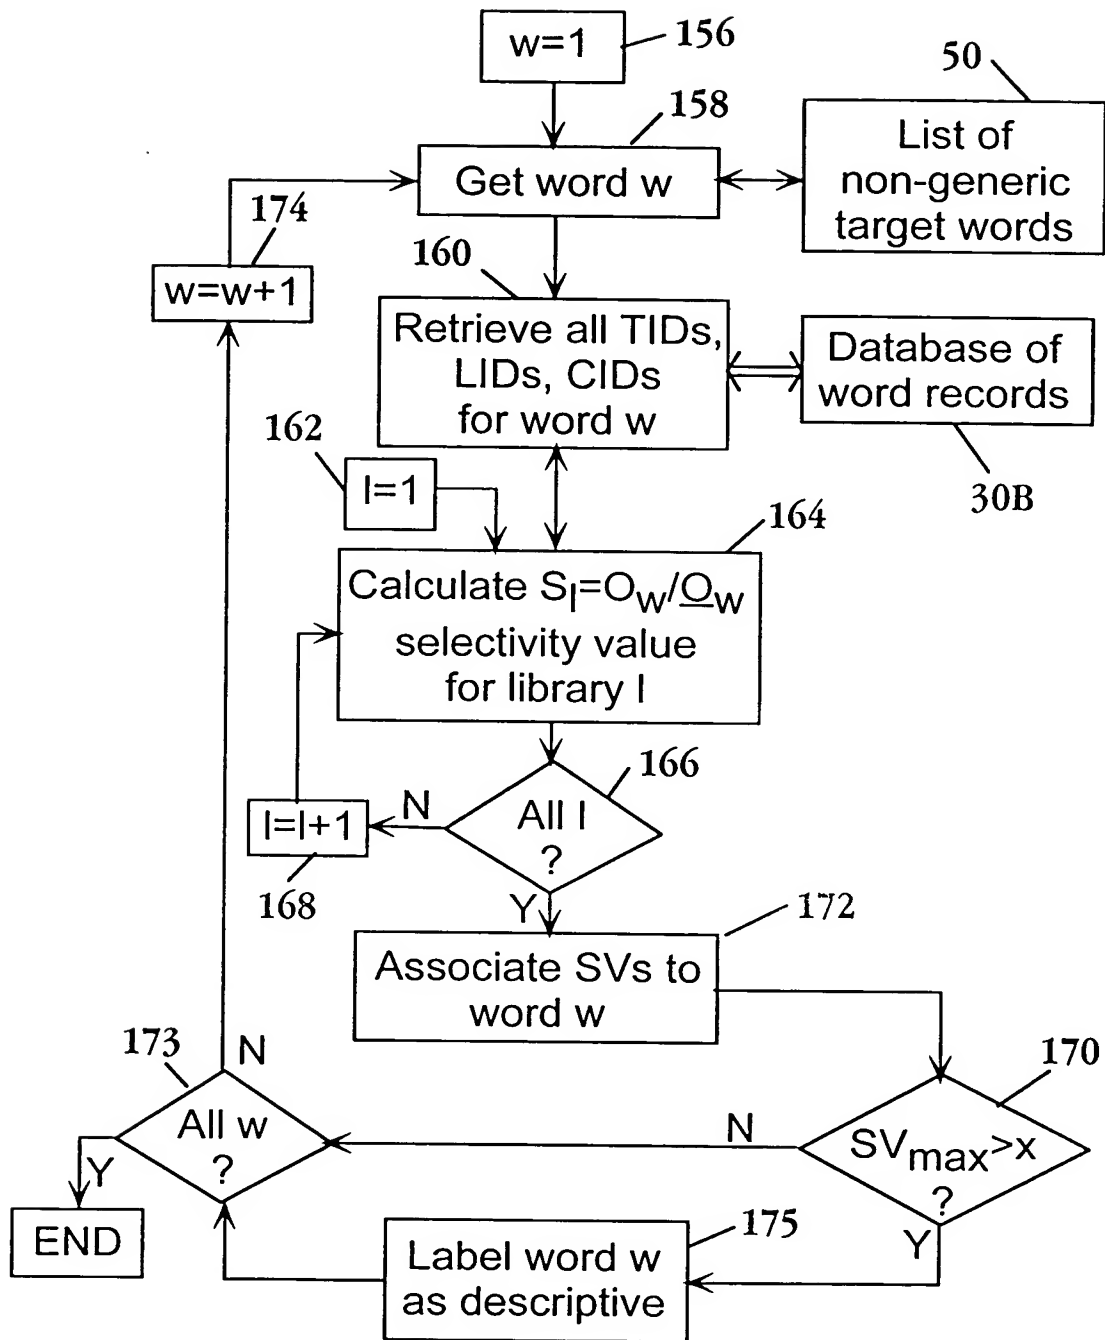 w=1
156
50
158
List of
non-generic
target words
Get word w
174
w=w+1
160
Retrieve all TIDs,
LIDs, CIDs
for word w
Database of
word records
30B
162
I=1
164
Calculate SI=OW/OW
selectivity value
for library I
166
All I
?
N
I=I+1
168
Y
172
Associate SVs to
word w
173
N
All w
?
Y
END
170
SVmax>x
?
N
Y
175
Label word w
as descriptive